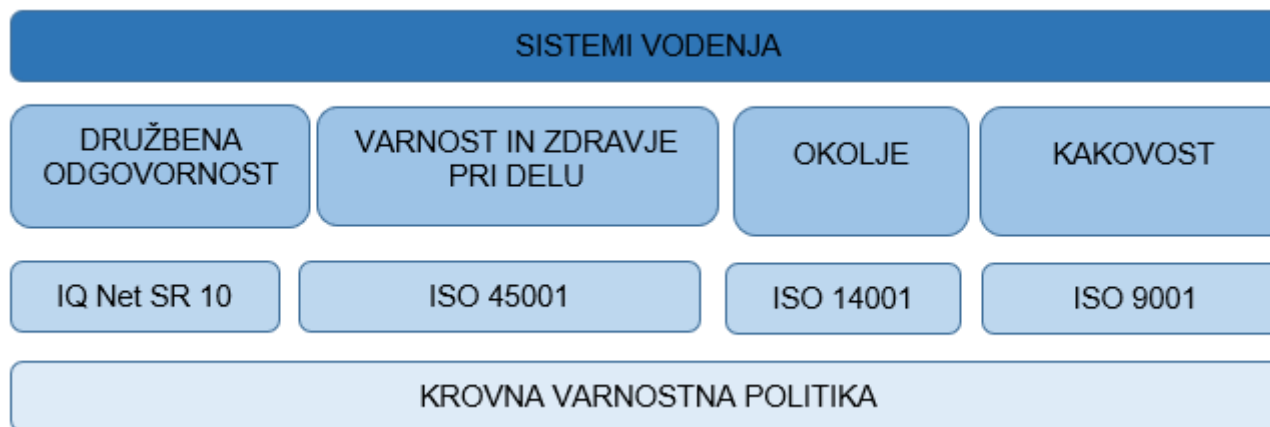 SISTEMI VODENJA
DRUŽBENA
ODGOVORNOST
VARNOST IN ZDRAVJE
PRI DELU
OKOLJE
KAKOVOST
IQ Net SR 10
ISO 45001
ISO 14001
ISO 9001
KROVNA VARNOSTNA POLITIKA